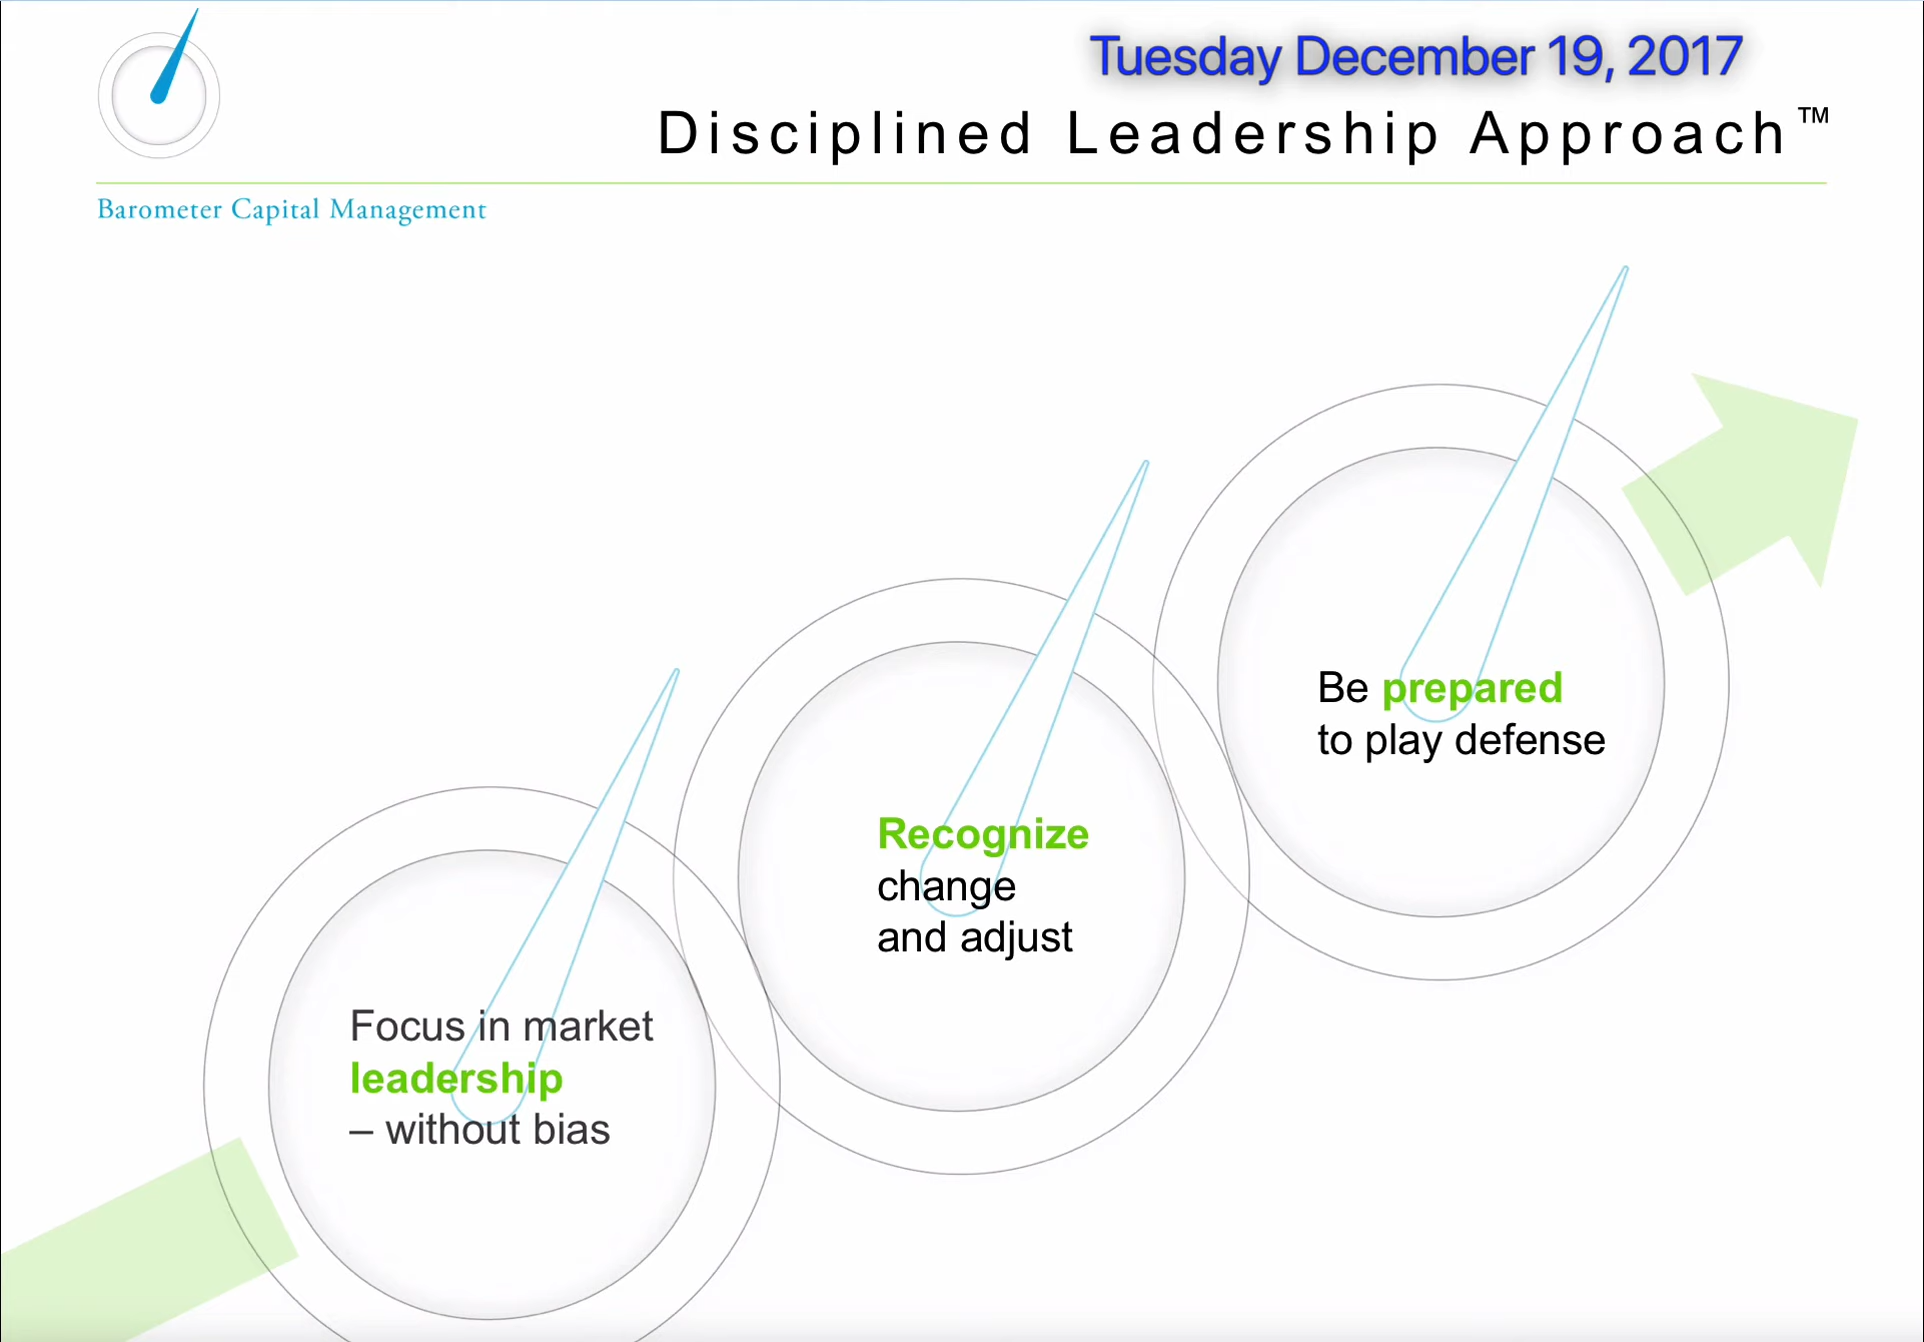 Tuesday December 19, 2017
Disciplined Leadership Approach™
Barometer Capital Management
Focus in market
leadership
– without bias
Recognize
change
and adjust
Be prepared
to play defense